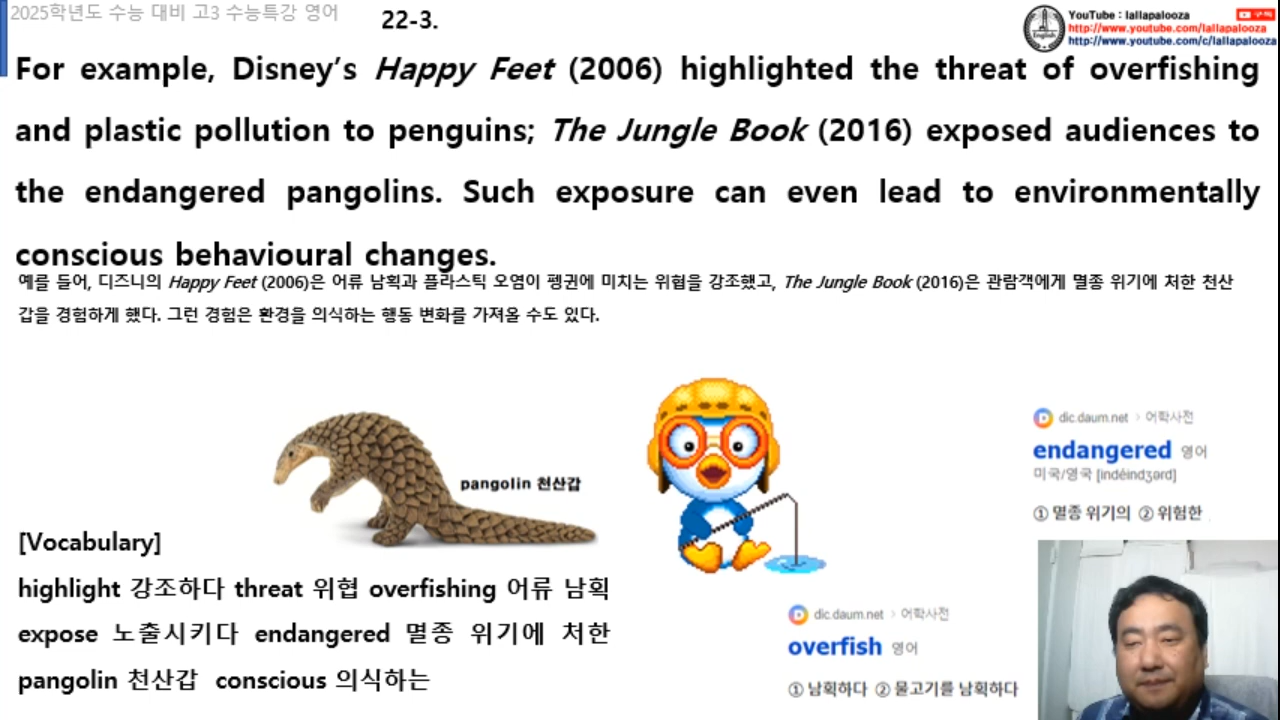 2025학년도 수능 대비 고3 수능특강 영어
22-3.
YouTube : lallapalooza
구독
http://www.youtube.com/lallapalooza
http://www.youtube.com/c/lallapalooza
English
For example, Disney's Happy Feet (2006) highlighted the threat of overfishing
and plastic pollution to penguins; The Jungle Book (2016) exposed audiences to
the endangered pangolins. Such exposure can even lead to environmentally
conscious behavioural changes.
예를 들어, 디즈니의 Happy Feet (2006)은 어류 남획과 플라스틱 오염이 펭귄에 미치는 위협을 강조했고, The Jungle Book (2016)은 관람객에게 멸종 위기에 처한 천산
갑을 경험하게 했다. 그런 경험은 환경을 의식하는 행동 변화를 가져올 수도 있다.
pangolin 천산갑
dic.daum.net > 어학사전
endangered 영어
미국/영국 [indéindʒərd]
① 멸종 위기의 ② 위험한
[Vocabulary]
highlight 강조하다 threat 위협 overfishing 어류 남획
expose 노출시키다 endangered 멸종 위기에 처한
pangolin 천산갑 conscious 의식하는
dic.daum.net > 어학사전
overfish 영어
① 남획하다 ② 물고기를 남획하다